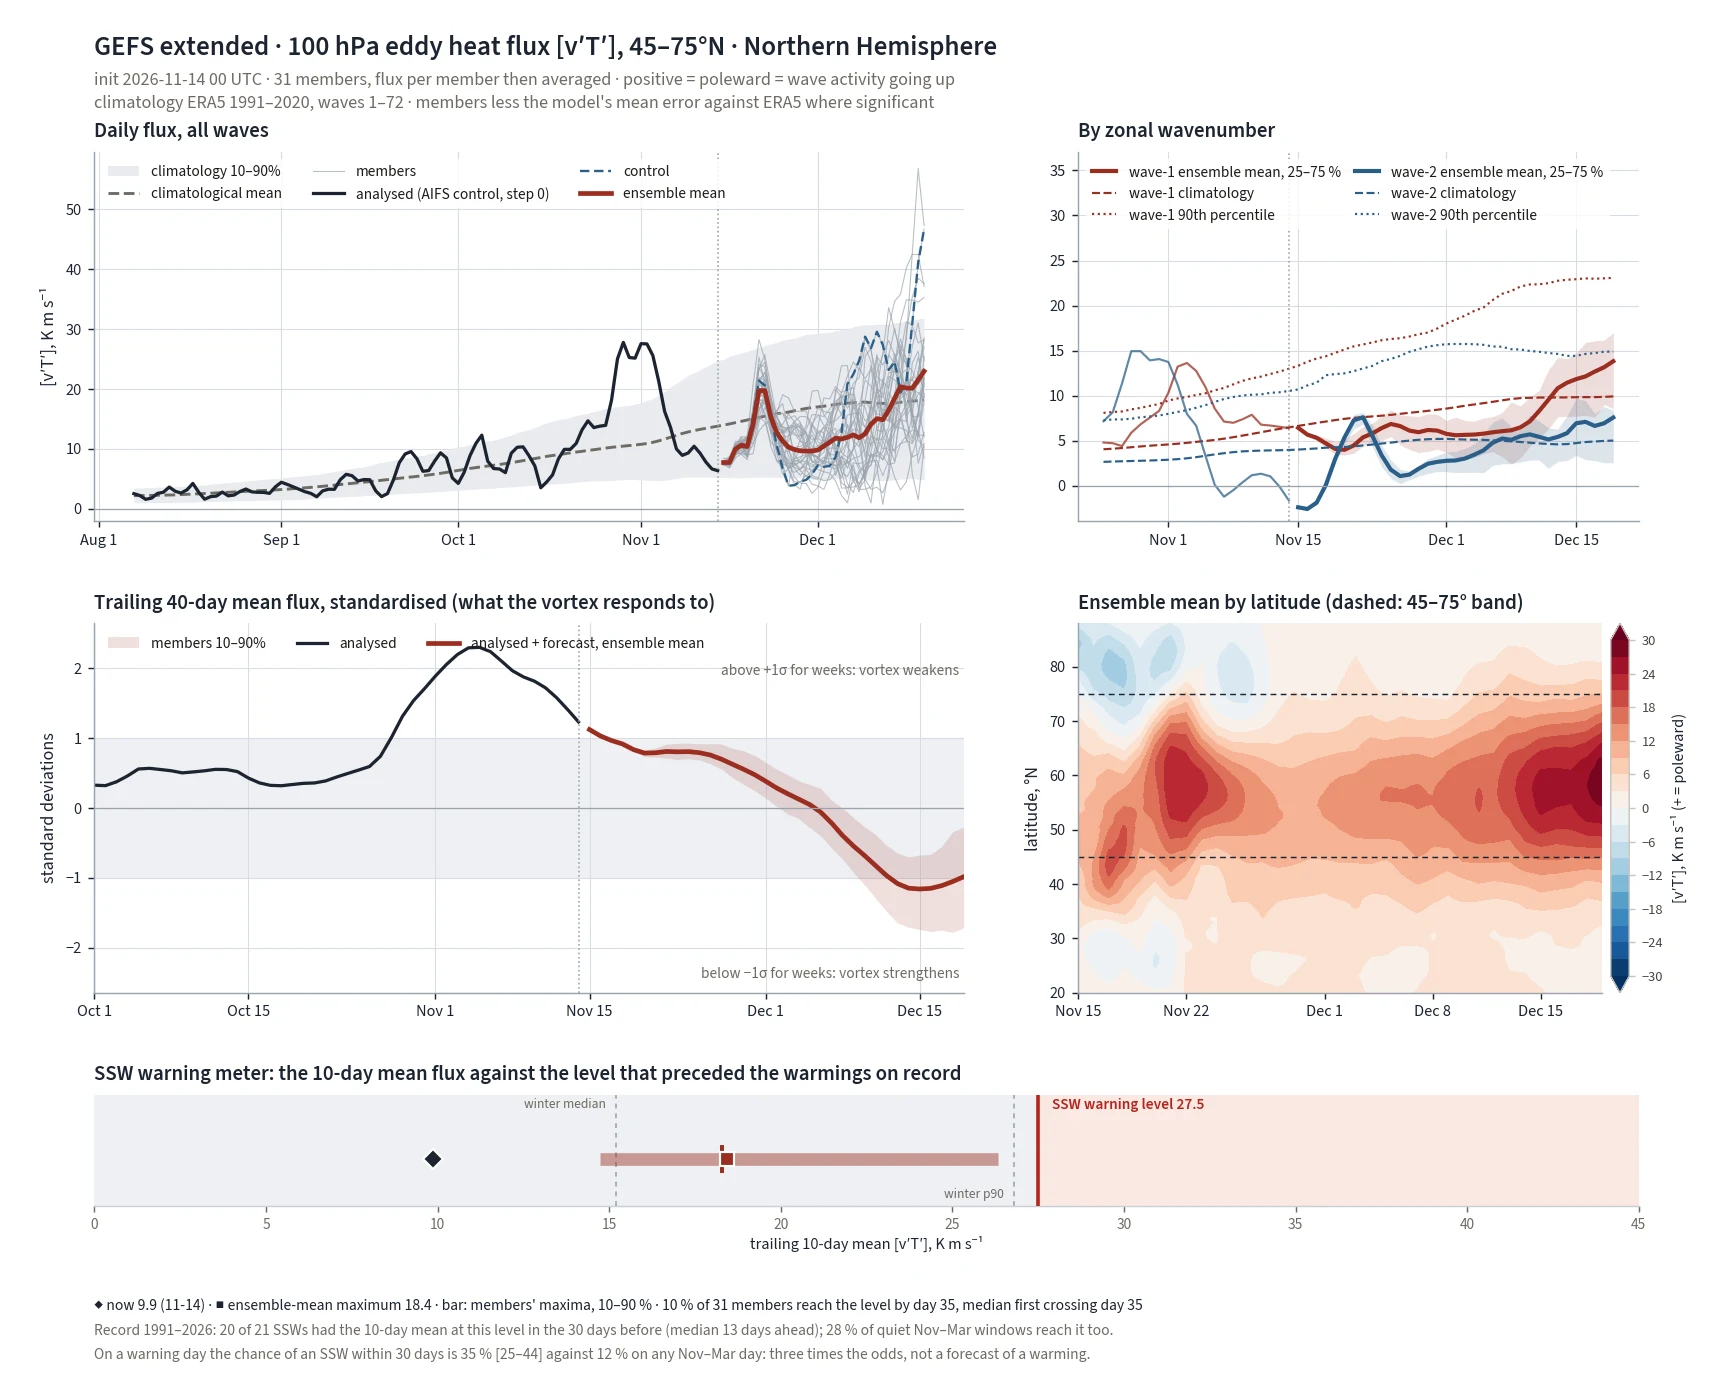 GEFS extended · 100 hPa eddy heat flux [v′T′], 45–75°N · Northern Hemisphere
init 2026-11-14 00 UTC · 31 members, flux per member then averaged · positive = poleward = wave activity going up
climatology ERA5 1991–2020, waves 1–72 · members less the model's mean error against ERA5 where significant
Daily flux, all waves
climatology 10–90%
members
control
climatological mean
analysed (AIFS control, step 0)
ensemble mean
[v′T′], K m s⁻¹
50
40
30
20
10
0
Aug 1
Sep 1
Oct 1
Nov 1
Dec 1
By zonal wavenumber
wave-1 ensemble mean, 25–75 %
wave-2 ensemble mean, 25–75 %
wave-1 climatology
wave-2 climatology
wave-1 90th percentile
wave-2 90th percentile
35
30
25
20
15
10
5
0
Nov 1
Nov 15
Dec 1
Dec 15
Trailing 40-day mean flux, standardised (what the vortex responds to)
members 10–90%
analysed
analysed + forecast, ensemble mean
above +1σ for weeks: vortex weakens
below −1σ for weeks: vortex strengthens
standard deviations
2
1
0
−1
−2
Oct 1
Oct 15
Nov 1
Nov 15
Dec 1
Dec 15
Ensemble mean by latitude (dashed: 45–75° band)
latitude, °N
80
70
60
50
40
30
20
Nov 15
Nov 22
Dec 1
Dec 8
Dec 15
30
24
18
12
6
0
−6
−12
−18
−24
−30
[v′T′], K m s⁻¹ (+ = poleward)
SSW warning meter: the 10-day mean flux against the level that preceded the warmings on record
winter median
SSW warning level 27.5
winter p90
0
5
10
15
20
25
30
35
40
45
trailing 10-day mean [v′T′], K m s⁻¹
◆ now 9.9 (11-14) · ■ ensemble-mean maximum 18.4 · bar: members' maxima, 10–90 % · 10 % of 31 members reach the level by day 35, median first crossing day 35
Record 1991–2026: 20 of 21 SSWs had the 10-day mean at this level in the 30 days before (median 13 days ahead); 28 % of quiet Nov–Mar windows reach it too.
On a warning day the chance of an SSW within 30 days is 35 % [25–44] against 12 % on any Nov–Mar day: three times the odds, not a forecast of a warming.